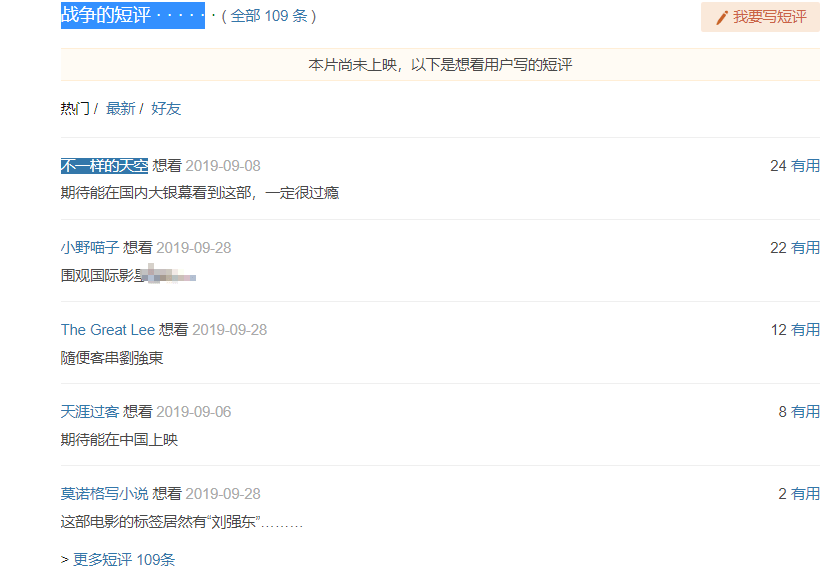 战争的短评 · · · · · · ( 全部 109 条 )
我要写短评
本片尚未上映，以下是想看用户写的短评
热门 / 最新 / 好友
不一样的天空 想看 2019-09-08 24 有用
期待能在国内大银幕看到这部，一定很过瘾
小野喵子 想看 2019-09-28 22 有用
围观国际影星
The Great Lee 想看 2019-09-28 12 有用
隨便客串劉強東
天涯过客 想看 2019-09-06 8 有用
期待能在中国上映
莫诺格写小说 想看 2019-09-28 2 有用
这部电影的标签居然有“刘强东”………
> 更多短评 109条